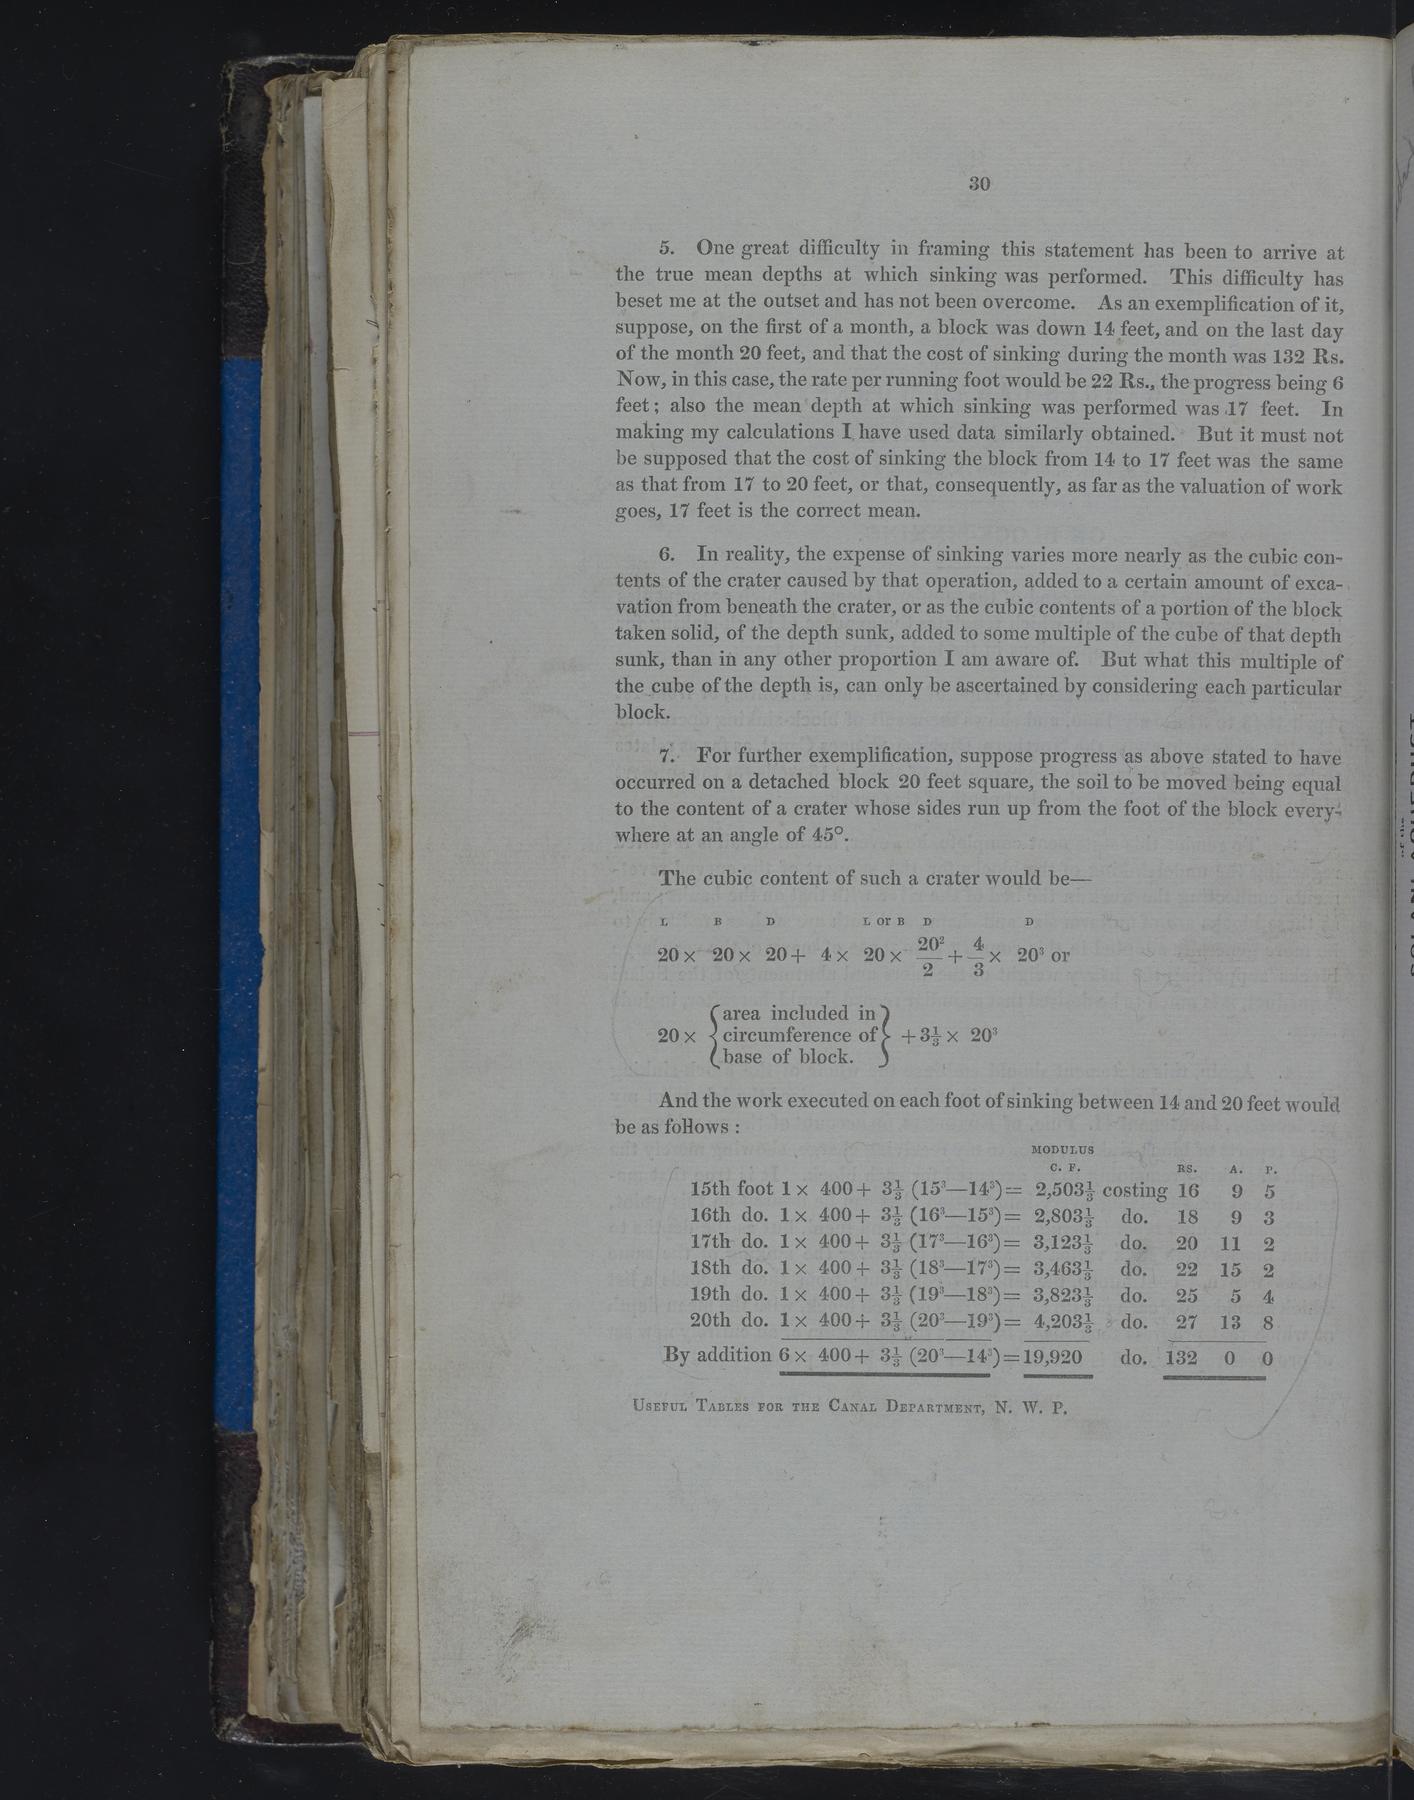 30
5. One great difficulty in framing this statement has been to arrive at
the true mean depths at which sinking was performed. This difficulty has
beset me at the outset and has not been overcome. As an exemplification of it,
suppose, on the first of a month, a block was down 14 feet, and on the last day
of the month 20 feet, and that the cost of sinking during the month was 132 Rs.
Now, in this case, the rate per running foot would be 22 Rs., the progress being 6
feet; also the mean depth at which sinking was performed was 17 feet. In
making my calculations I have used data similarly obtained. But it must not
be supposed that the cost of sinking the block from 14 to 17 feet was the same
as that from 17 to 20 feet, or that, consequently, as far as the valuation of work
goes, 17 feet is the correct mean.
6. In reality, the expense of sinking varies more nearly as the cubic con-
tents of the crater caused by that operation, added to a certain amount of exca-
vation from beneath the crater, or as the cubic contents of a portion of the block
taken solid, of the depth sunk, added to some multiple of the cube of that depth
sunk, than in any other proportion I am aware of. But what this multiple of
the cube of the depth is, can only be ascertained by considering each particular
block.
7. For further exemplification, suppose progress as above stated to have
occurred on a detached block 20 feet square, the soil to be moved being equal
to the content of a crater whose sides run up from the foot of the block every-
where at an angle of 45°.
The cubic content of such a crater would be—
L B D L or B D D
20 × 20 × 20 + 4 × 20 × 20²/2 + 4/3 × 20³ or
20 × {area included in
circumference of
base of block.} + 3⅓ × 20³
And the work executed on each foot of sinking between 14 and 20 feet would
be as follows :
MODULUS
C. F. RS. A. P.
15th foot 1 × 400 + 3⅓ (15³—14³) = 2,503⅓ costing 16 9 5
16th do. 1 × 400 + 3⅓ (16³—15³) = 2,803⅓ do. 18 9 3
17th do. 1 × 400 + 3⅓ (17³—16³) = 3,123⅓ do. 20 11 2
18th do. 1 × 400 + 3⅓ (18³—17³) = 3,463⅓ do. 22 15 2
19th do. 1 × 400 + 3⅓ (19³—18³) = 3,823⅓ do. 25 5 4
20th do. 1 × 400 + 3⅓ (20³—19³) = 4,203⅓ do. 27 13 8
By addition 6 × 400 + 3⅓ (20³—14³) = 19,920 do. 132 0 0
USEFUL TABLES FOR THE CANAL DEPARTMENT, N. W. P.